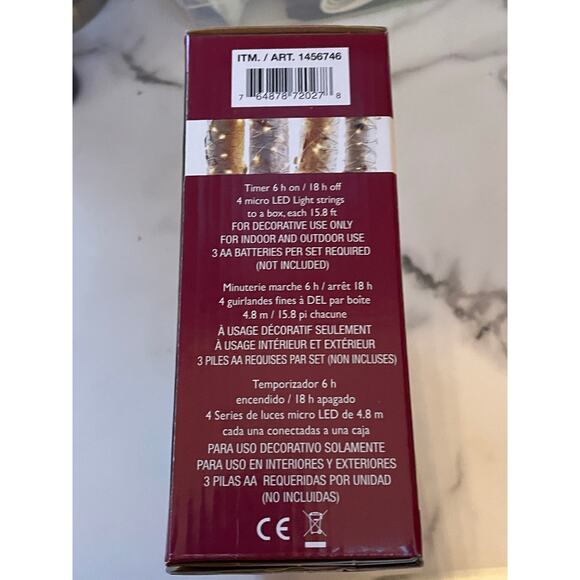 ITM. / ART. 1456746
7 64878 72027 8
Timer 6 h on / 18 h off
4 micro LED Light strings
to a box, each 15.8 ft
FOR DECORATIVE USE ONLY
FOR INDOOR AND OUTDOOR USE
3 AA BATTERIES PER SET REQUIRED
(NOT INCLUDED)
Minuterie marche 6 h / arrêt 18 h
4 guirlandes fines à DEL par boîte
4.8 m / 15.8 pi chacune
À USAGE DÉCORATIF SEULEMENT
À USAGE INTÉRIEUR ET EXTÉRIEUR
3 PILES AA REQUISES PAR SET (NON INCLUSES)
Temporizador 6 h
encendido / 18 h apagado
4 Series de luces micro LED de 4.8 m
cada una conectadas a una caja
PARA USO DECORATIVO SOLAMENTE
PARA USO EN INTERIORES Y EXTERIORES
3 PILAS AA REQUERIDAS POR UNIDAD
(NO INCLUIDAS)
CE